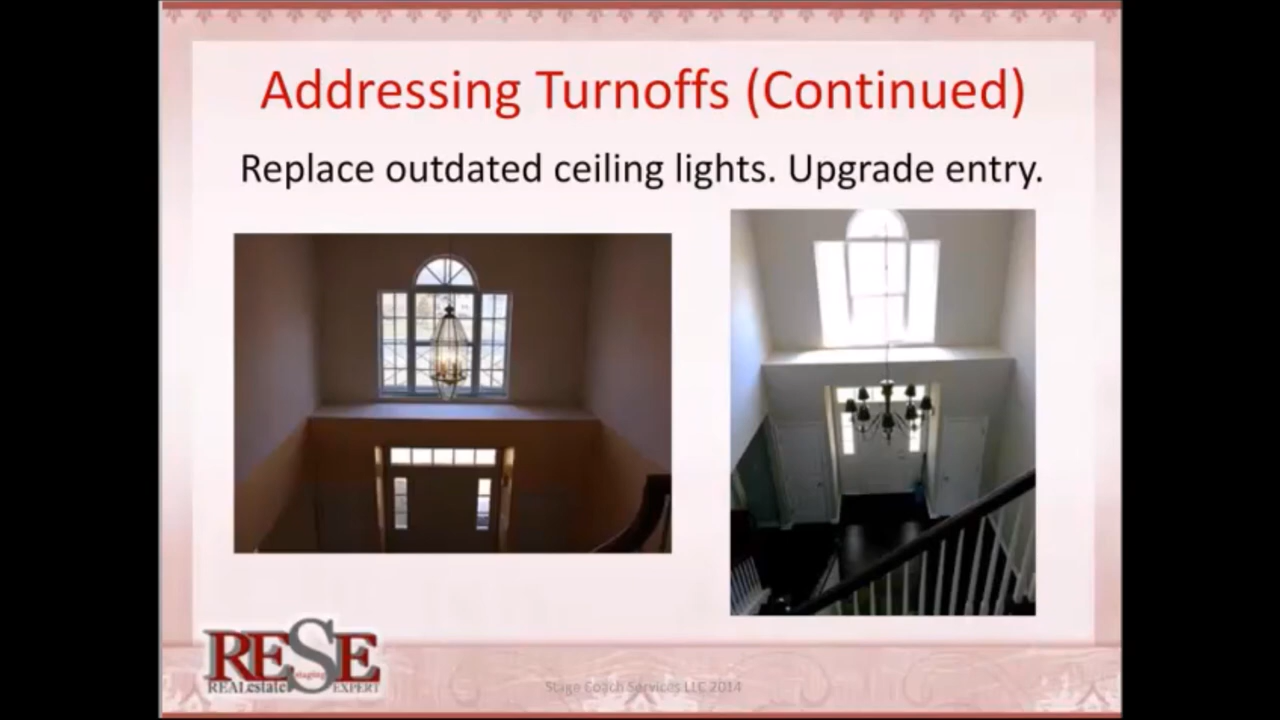 Addressing Turnoffs (Continued)
Replace outdated ceiling lights. Upgrade entry.
RESE
staging
REALestate EXPERT
Stage Coach Services LLC 2014